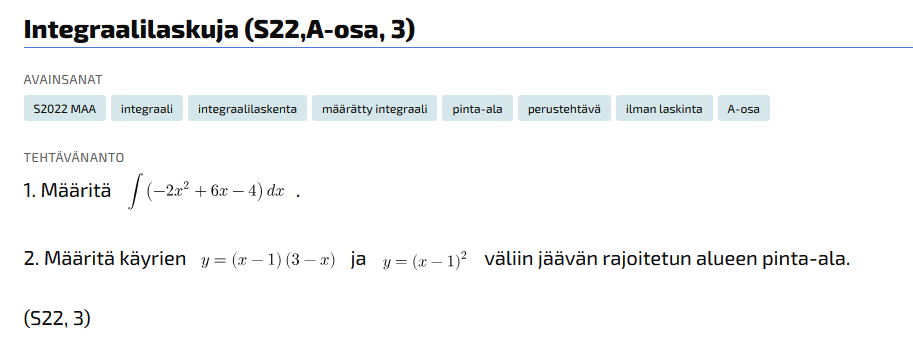 Integraalilaskuja (S22,A-osa, 3)
AVAINSANAT
S2022 MAA integraali integraalilaskenta määrätty integraali pinta-ala perustehtävä ilman laskinta A-osa
TEHTÄVÄNANTO
1. Määritä ∫(−2x² + 6x − 4) dx .
2. Määritä käyrien y = (x − 1) (3 − x) ja y = (x − 1)² väliin jäävän rajoitetun alueen pinta-ala.
(S22, 3)